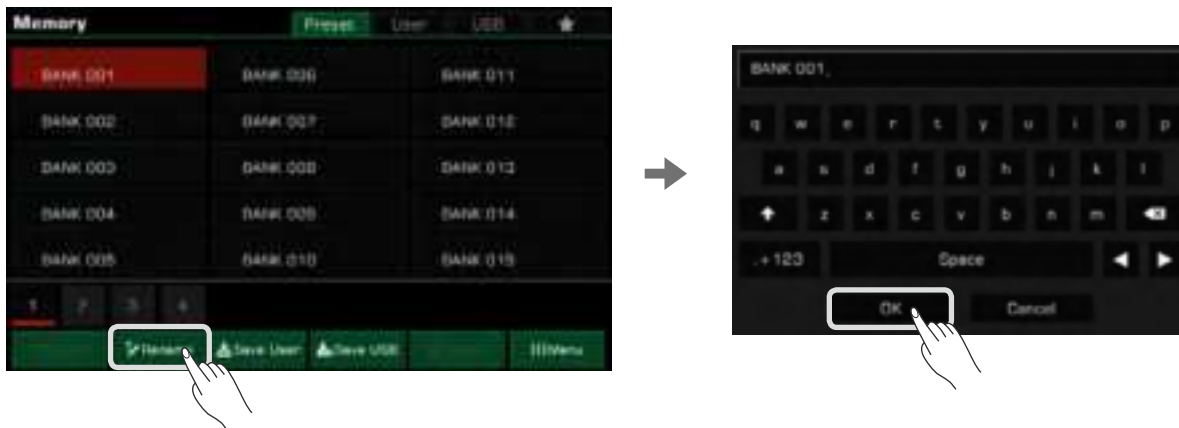 Memory Preset User USB
BANK 001 BANK 006 BANK 011
BANK 002 BANK 007 BANK 012
BANK 003 BANK 008 BANK 013
BANK 004 BANK 009 BANK 014
BANK 005 BANK 010 BANK 015
1 2 3 4
Rename Save User Save USB Menu
BANK 001
q w e r t y u i o p
a s d f g h j k l
z x c v b n m
.+123 Space
OK Cancel